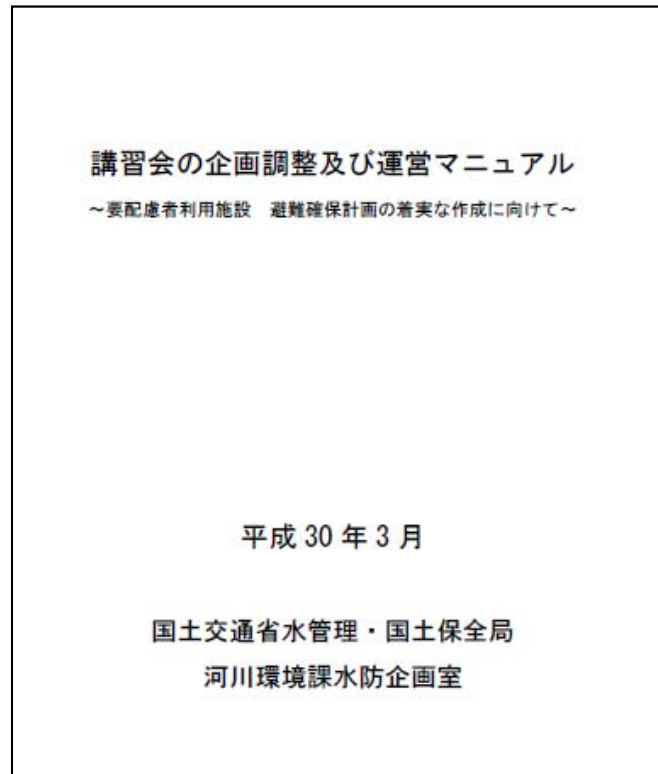 講習会の企画調整及び運営マニュアル
～要配慮者利用施設　避難確保計画の着実な作成に向けて～
平成 30 年 3 月
国土交通省水管理・国土保全局
河川環境課水防企画室